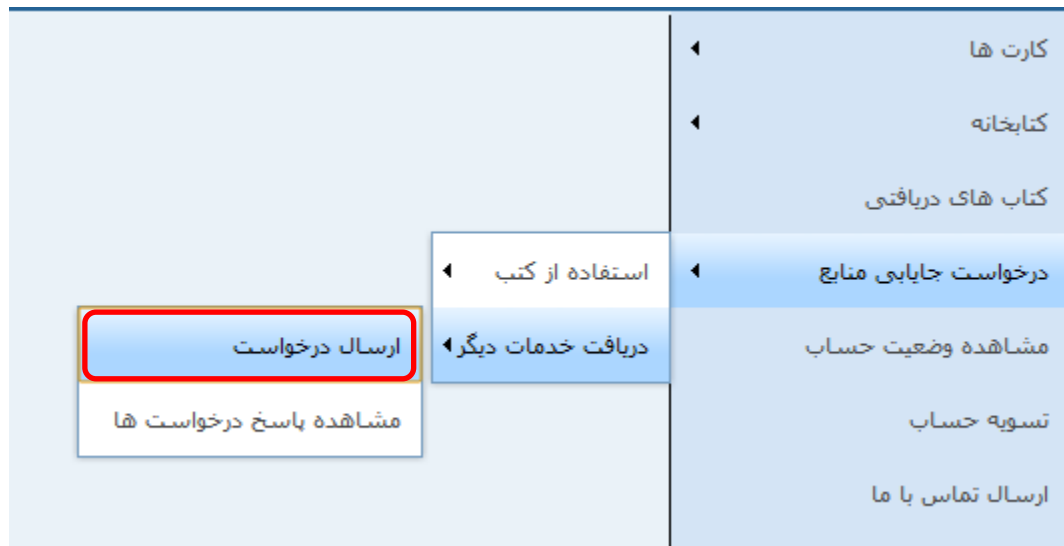 کارت ها
کتابخانه
کتاب های دریافتی
درخواست جایابی منابع
استفاده از کتب
مشاهده وضعیت حساب
دریافت خدمات دیگر
ارسال درخواست
تسویه حساب
مشاهده پاسخ درخواست ها
ارسال تماس با ما